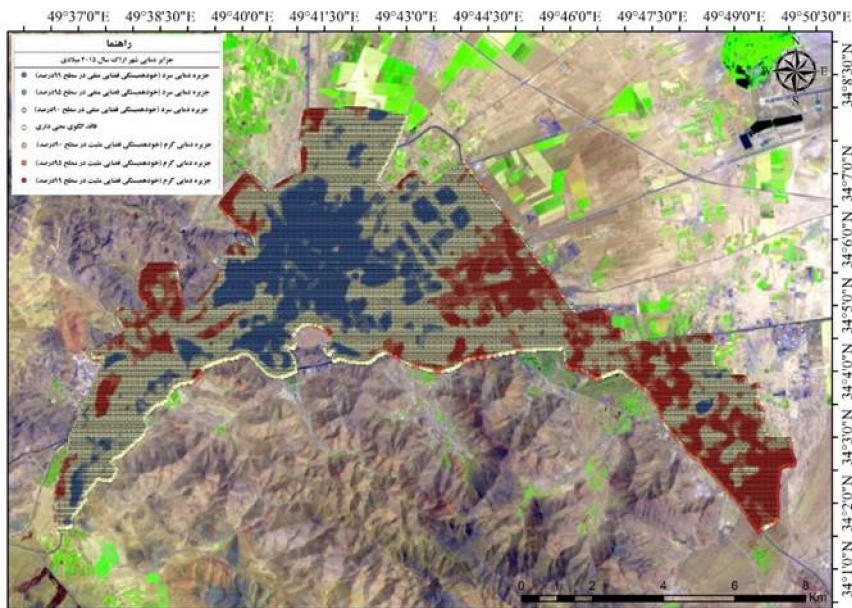 49°37'0"E 49°38'30"E 49°40'0"E 49°41'30"E 49°43'0"E 49°44'30"E 49°46'0"E 49°47'30"E 49°49'0"E 49°50'30"E
راهنما
جزایر دمایی شهر اراک سال ۲۰۱۵ میلادی
جزیره دمایی سرد (خودهمبستگی فضایی منفی در سطح ۹۹درصد)
جزیره دمایی سرد (خودهمبستگی فضایی منفی در سطح ۹۵درصد)
جزیره دمایی سرد (خودهمبستگی فضایی منفی در سطح ۹۰درصد)
فاقد الگوی معنی داری
جزیره دمایی گرم (خودهمبستگی فضایی مثبت در سطح ۹۰درصد)
جزیره دمایی گرم (خودهمبستگی فضایی مثبت در سطح ۹۵درصد)
جزیره دمایی گرم (خودهمبستگی فضایی مثبت در سطح ۹۹درصد)
E
S
34°8'30"N
34°7'0"N
34°6'0"N
34°5'0"N
34°4'0"N
34°3'0"N
34°2'0"N
34°1'0"N
0 1 2 4 6 8
Km